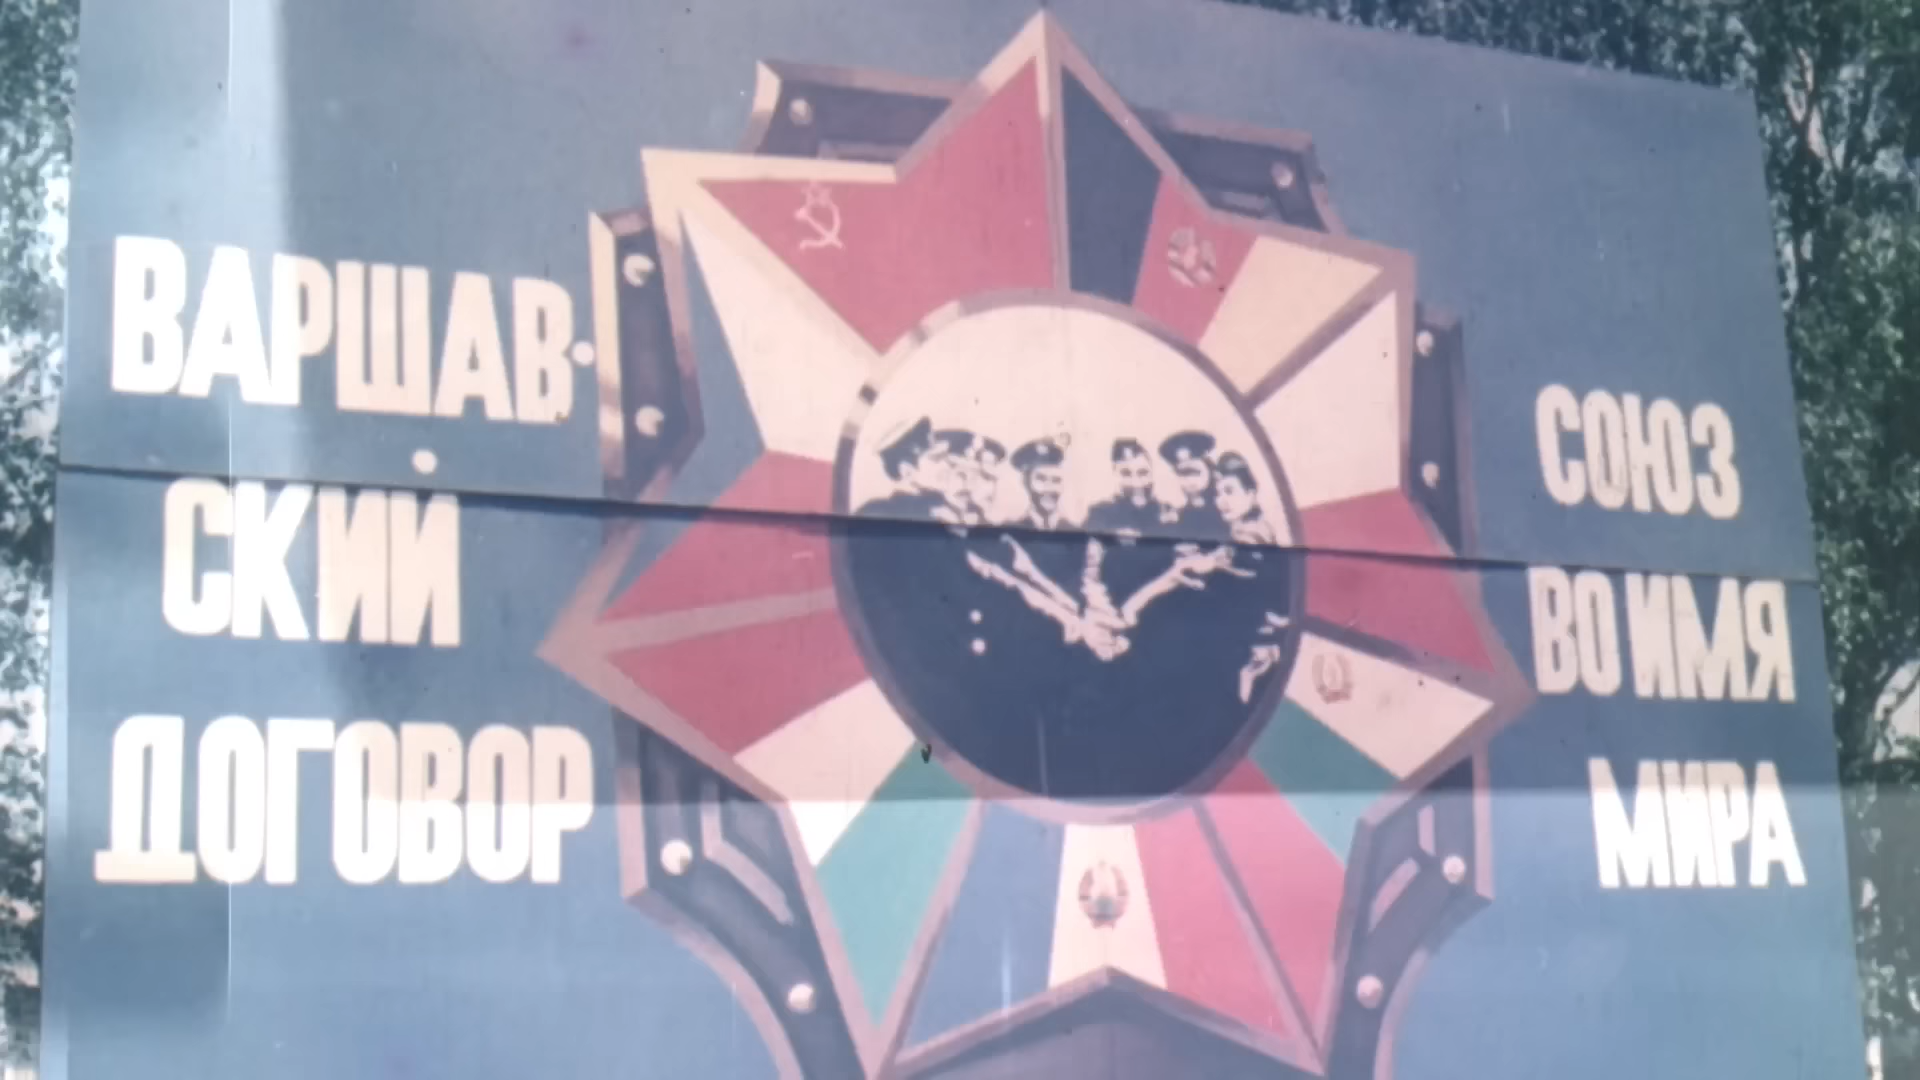 ВАРШАВ-
СКИЙ
ДОГОВОР
СОЮЗ
ВО ИМЯ
МИРА